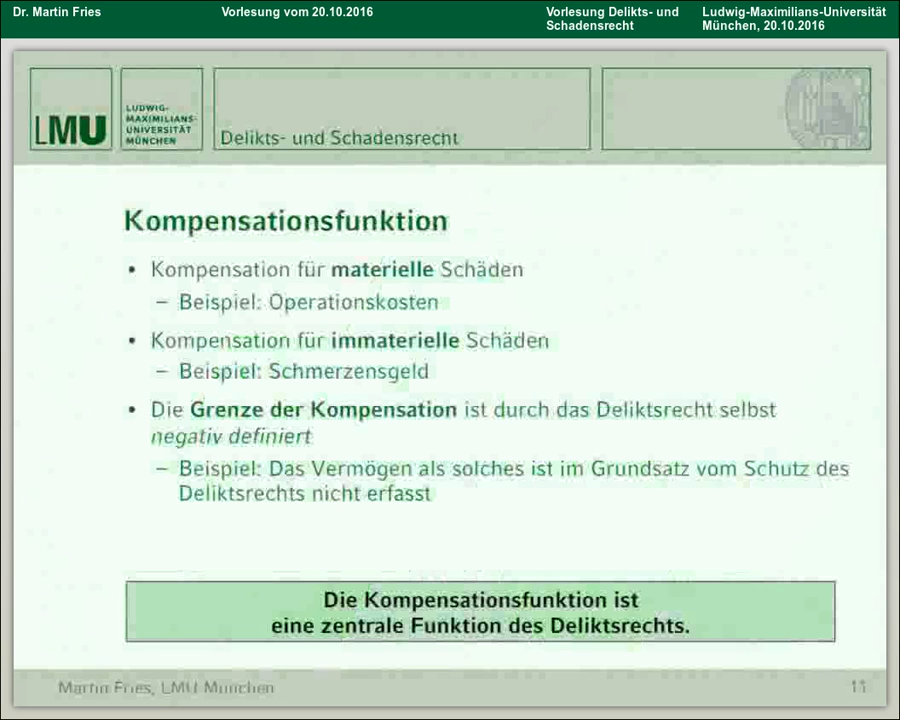 Dr. Martin Fries
Vorlesung vom 20.10.2016
Vorlesung Delikts- und
Schadensrecht
Ludwig-Maximilians-Universität
München, 20.10.2016
LMU
LUDWIG-
MAXIMILIANS-
UNIVERSITÄT
MÜNCHEN
Delikts- und Schadensrecht
Kompensationsfunktion
• Kompensation für materielle Schäden
– Beispiel: Operationskosten
• Kompensation für immaterielle Schäden
– Beispiel: Schmerzensgeld
• Die Grenze der Kompensation ist durch das Deliktsrecht selbst
negativ definiert
– Beispiel: Das Vermögen als solches ist im Grundsatz vom Schutz des
Deliktsrechts nicht erfasst
Die Kompensationsfunktion ist
eine zentrale Funktion des Deliktsrechts.
Martin Fries, LMU München
11